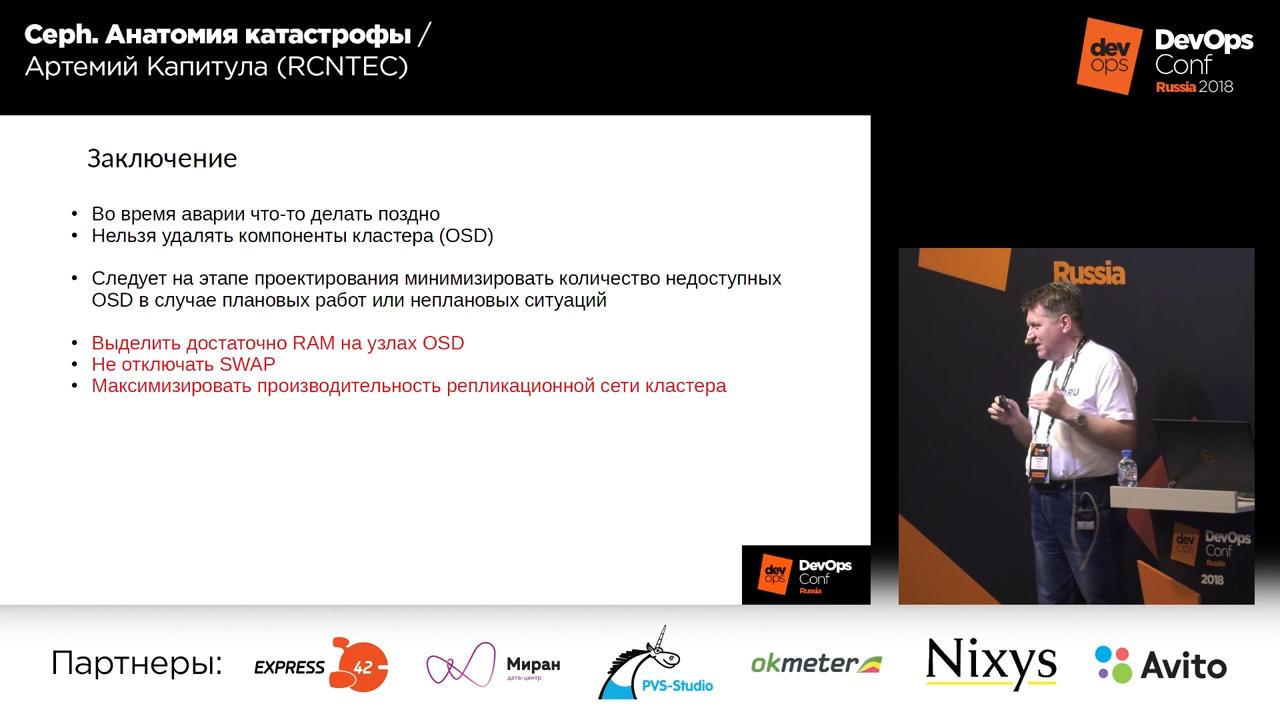 Ceph. Анатомия катастрофы /
Артемий Капитула (RCNTEC)
dev
ops
DevOps
Conf
Russia 2018
Заключение
• Во время аварии что-то делать поздно
• Нельзя удалять компоненты кластера (OSD)
• Следует на этапе проектирования минимизировать количество недоступных
OSD в случае плановых работ или неплановых ситуаций
• Выделить достаточно RAM на узлах OSD
• Не отключать SWAP
• Максимизировать производительность репликационной сети кластера
dev
ops
DevOps
Conf
Russia
Russia
dev
ops
DevOps
Conf
Russia
2018
Партнеры:
EXPRESS 42
Миран
дата-центр
PVS-Studio
okmeter
Nixys
Avito